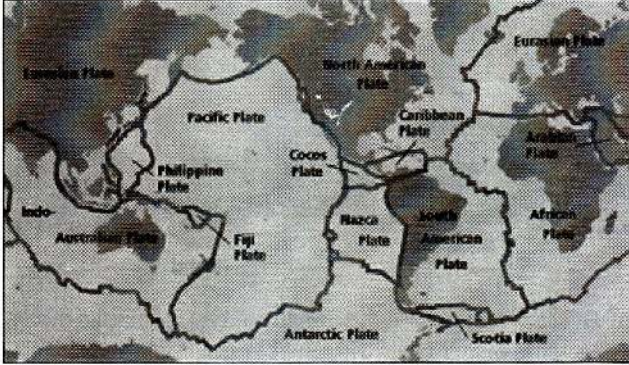 Eurasian Plate
North American
Plate
Eurasian Plate
Pacific Plate
Caribbean
Plate
Arabian
Plate
Cocos
Plate
Philippine
Plate
Indo-
Australian Plate
Fiji
Plate
Nazca
Plate
South
American
Plate
African
Plate
Antarctic Plate
Scotia Plate